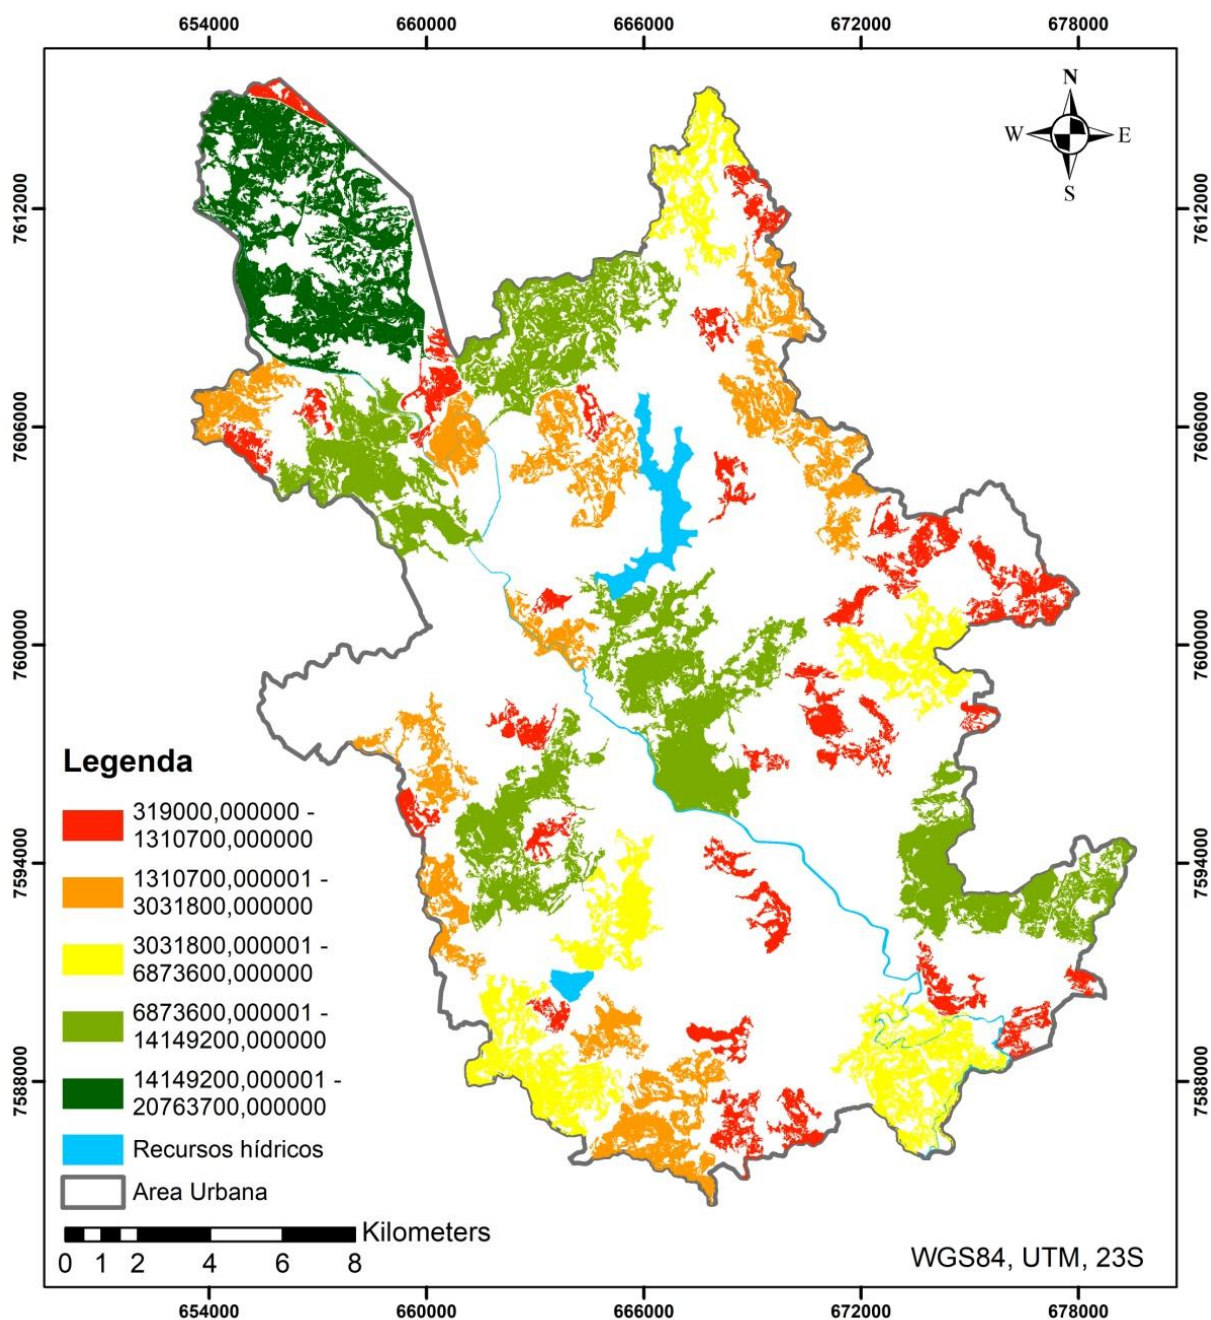 654000 660000 666000 672000 678000
N
W E
S
7612000 7612000
7606000 7606000
7600000 7600000
7594000 7594000
7588000 7588000
Legenda
319000,000000 -
1310700,000000
1310700,000001 -
3031800,000000
3031800,000001 -
6873600,000000
6873600,000001 -
14149200,000000
14149200,000001 -
20763700,000000
Recursos hídricos
Area Urbana
Kilometers
0 1 2 4 6 8
WGS84, UTM, 23S
654000 660000 666000 672000 678000